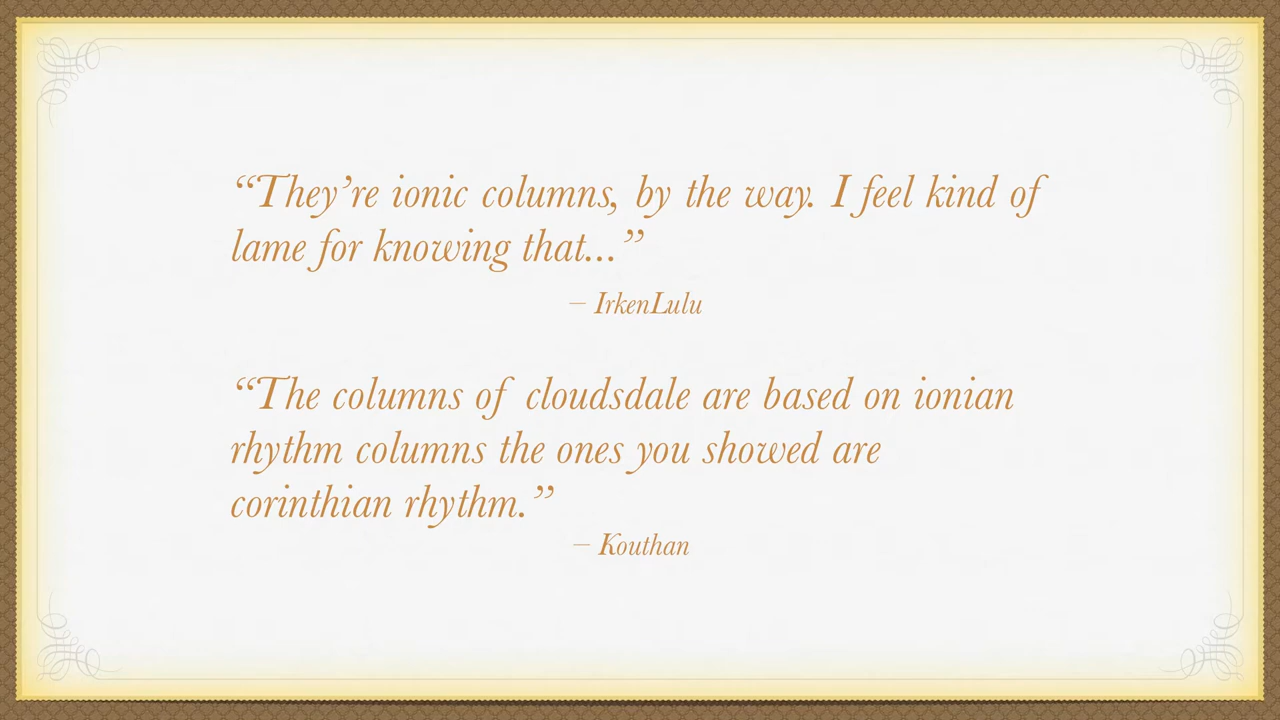 “They’re ionic columns, by the way. I feel kind of
lame for knowing that...”
– IrkenLulu
“The columns of cloudsdale are based on ionian
rhythm columns the ones you showed are
corinthian rhythm.”
– Kouthan